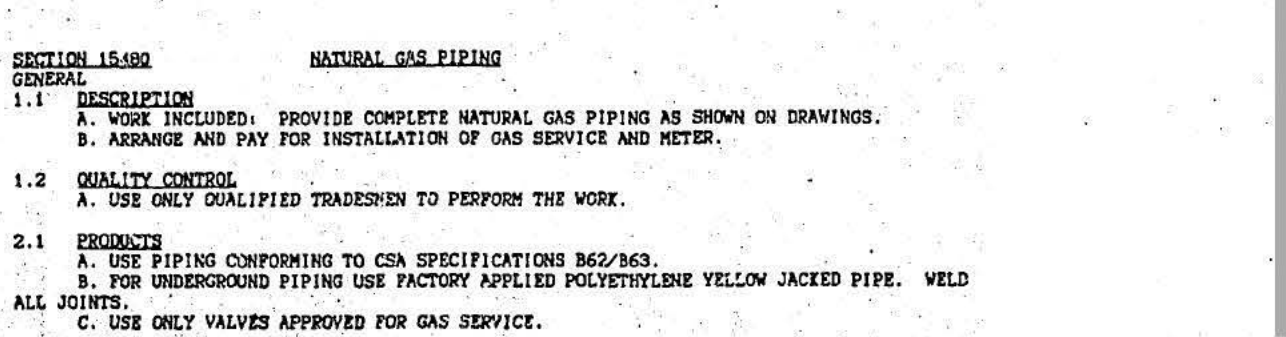 SECTION 15480 NATURAL GAS PIPING
GENERAL
1.1 DESCRIPTION
A. WORK INCLUDED: PROVIDE COMPLETE NATURAL GAS PIPING AS SHOWN ON DRAWINGS.
B. ARRANGE AND PAY FOR INSTALLATION OF GAS SERVICE AND METER.
1.2 QUALITY CONTROL
A. USE ONLY QUALIFIED TRADESMEN TO PERFORM THE WORK.
2.1 PRODUCTS
A. USE PIPING CONFORMING TO CSA SPECIFICATIONS B62/B63.
B. FOR UNDERGROUND PIPING USE FACTORY APPLIED POLYETHYLENE YELLOW JACKED PIPE. WELD
ALL JOINTS.
C. USE ONLY VALVES APPROVED FOR GAS SERVICE.